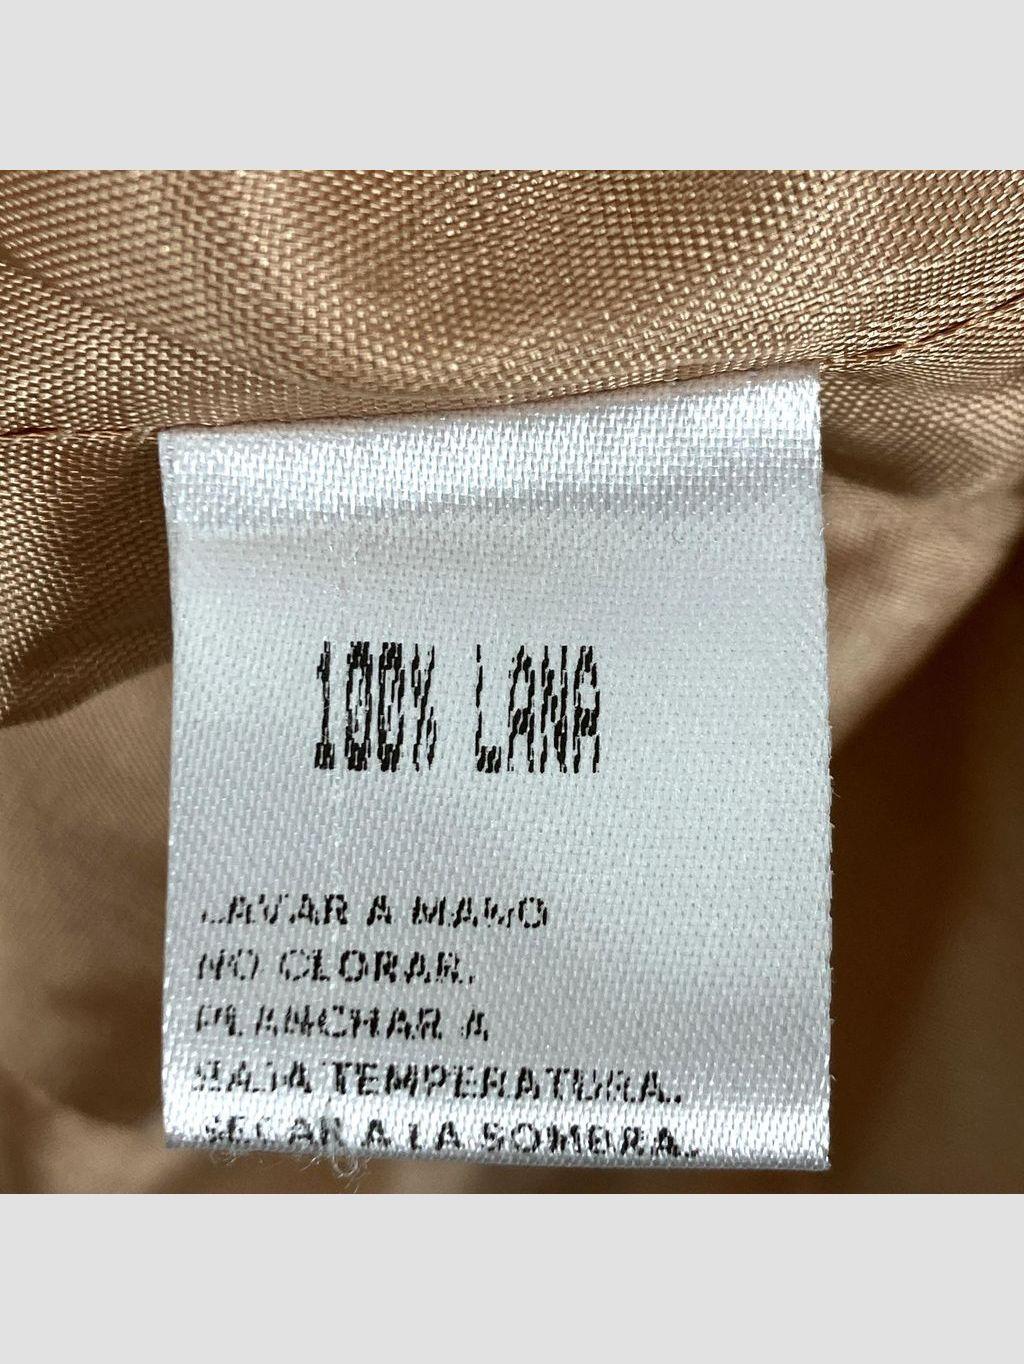 100% LANA
LAVAR A MANO
NO CLORAR.
PLANCHAR A
BAJA TEMPERATURA.
SECAR A LA SOMBRA.